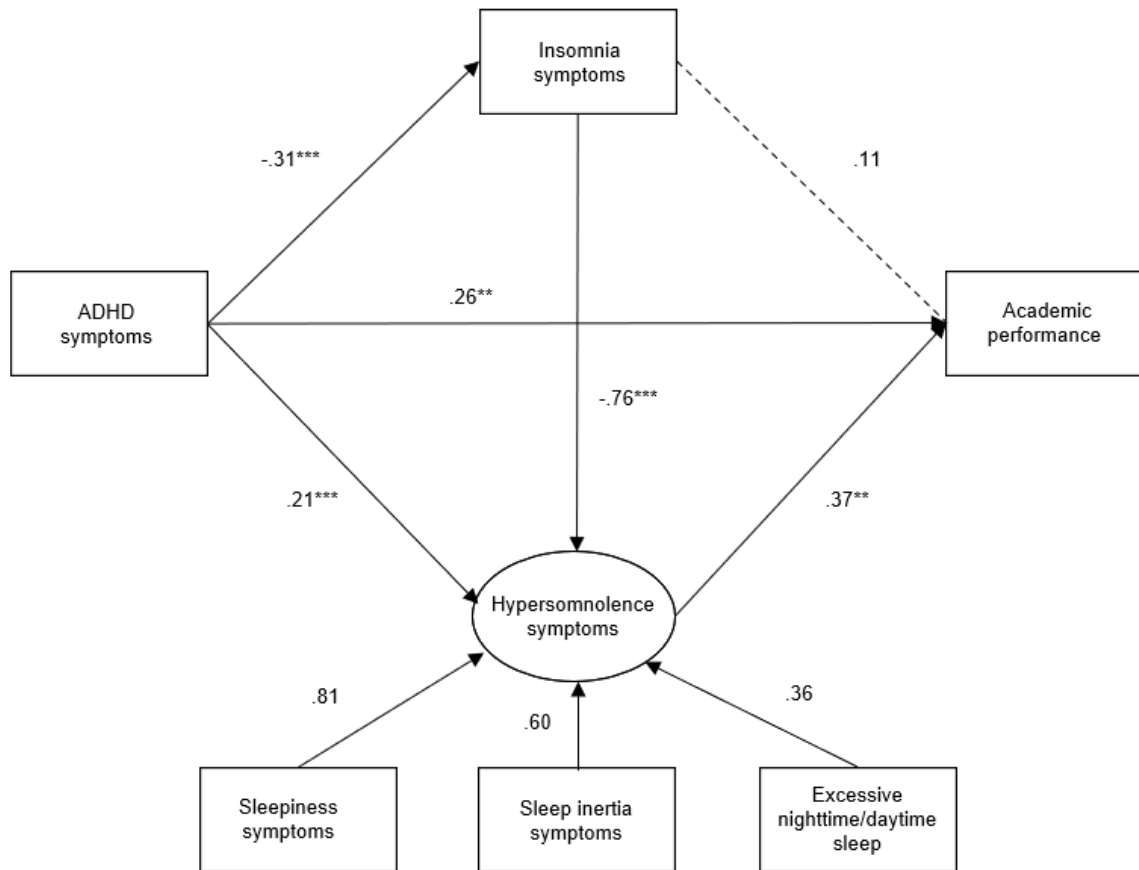 Insomnia
symptoms
-.31***
.11
ADHD
symptoms
.26**
Academic
performance
-.76***
.21***
.37**
Hypersomnolence
symptoms
.81
.60
.36
Sleepiness
symptoms
Sleep inertia
symptoms
Excessive
nighttime/daytime
sleep